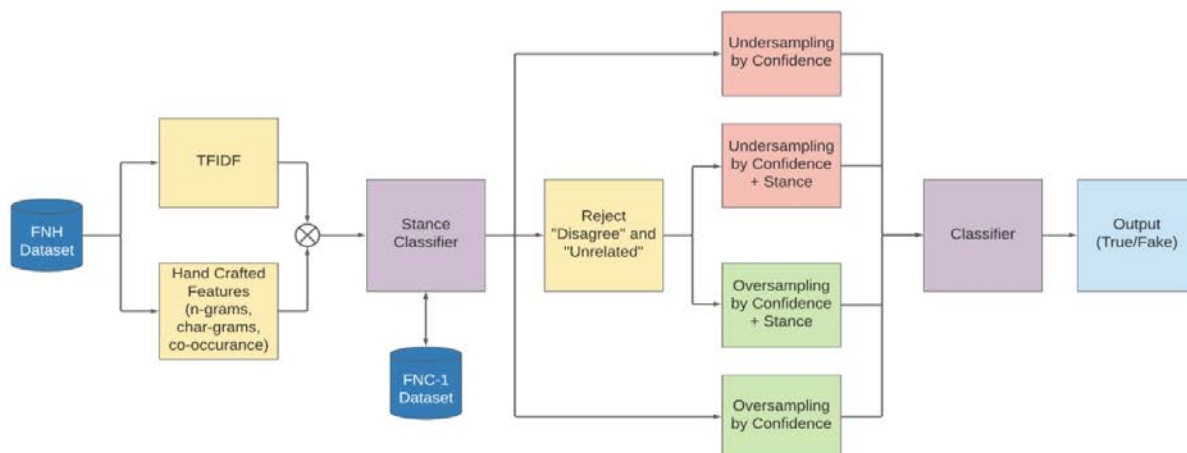 FNH
Dataset
TFIDF
Hand Crafted
Features
(n-grams,
char-grams,
co-occurance)
Stance
Classifier
FNC-1
Dataset
Reject
"Disagree" and
"Unrelated"
Undersampling
by Confidence
Undersampling
by Confidence
+ Stance
Oversampling
by Confidence
+ Stance
Oversampling
by Confidence
Classifier
Output
(True/Fake)